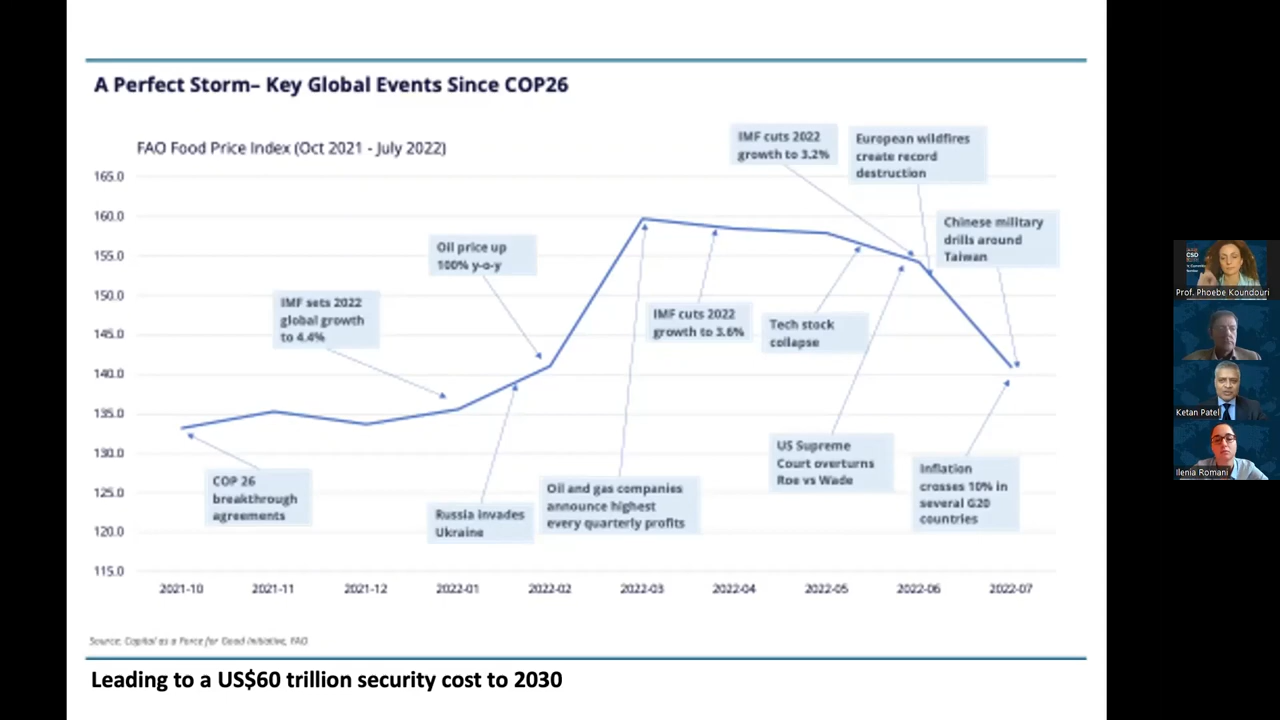 A Perfect Storm– Key Global Events Since COP26
FAO Food Price Index (Oct 2021 - July 2022)
165.0
160.0
155.0
150.0
145.0
140.0
135.0
130.0
125.0
120.0
115.0
2021-10
2021-11
2021-12
2022-01
2022-02
2022-03
2022-04
2022-05
2022-06
2022-07
COP 26
breakthrough
agreements
IMF sets 2022
global growth
to 4.4%
Oil price up
100% y-o-y
Russia invades
Ukraine
Oil and gas companies
announce highest
every quarterly profits
IMF cuts 2022
growth to 3.6%
Tech stock
collapse
IMF cuts 2022
growth to 3.2%
European wildfires
create record
destruction
Chinese military
drills around
Taiwan
US Supreme
Court overturns
Roe vs Wade
Inflation
crosses 10% in
several G20
countries
Source: Capital as a Force for Good Initiative, FAO
Leading to a US$60 trillion security cost to 2030
CSD
Prof. Phoebe Koundouri
Ketan Patel
Ilenia Romani